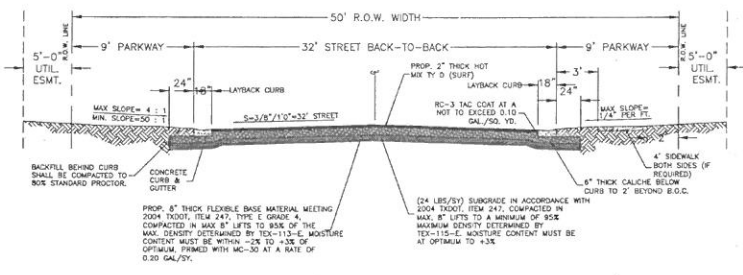 50' R.O.W. WIDTH
R.O.W. LINE
R.O.W. LINE
5'-0"
UTIL.
ESMT.
9' PARKWAY
32' STREET BACK-TO-BACK
9' PARKWAY
5'-0"
UTIL.
ESMT.
24"
18"
LAYBACK CURB
PROP. 2" THICK HOT
MIX TY D (SURF)
LAYBACK CURB
18"
3'
24"
MAX SLOPE= 4 : 1
MIN. SLOPE=50 : 1
S=3/8"/1'0"=32' STREET
RC-3 TAC COAT AT A
NOT TO EXCEED 0.10
GAL./SQ. YD.
MAX. SLOPE=
1/4" PER FT.
2'
BACKFILL BEHIND CURB
SHALL BE COMPACTED TO
80% STANDARD PROCTOR.
CONCRETE
CURB &
GUTTER
4' SIDEWALK
BOTH SIDES (IF
REQUIRED)
6" THICK CALICHE BELOW
CURB TO 2' BEYOND B.O.C.
PROP. 8" THICK FLEXIBLE BASE MATERIAL MEETING
2004 TXDOT, ITEM 247, TYPE E GRADE 4,
COMPACTED IN MAX 8" LIFTS TO 95% OF THE
MAX. DENSITY DETERMINED BY TEX-113-E. MOISTURE
CONTENT MUST BE WITHIN -2% TO +3% OF
OPTIMUM, PRIMED WITH MC-30 AT A RATE OF
0.20 GAL/SY.
(24 LBS/SY) SUBGRADE IN ACCORDANCE WITH
2004 TXDOT, ITEM 247, COMPACTED IN
MAX. 8" LIFTS TO A MINIMUM OF 95%
MAXIMUM DENSITY DETERMINED BY
TEX-115-E. MOISTURE CONTENT MUST BE
AT OPTIMUM TO +3%